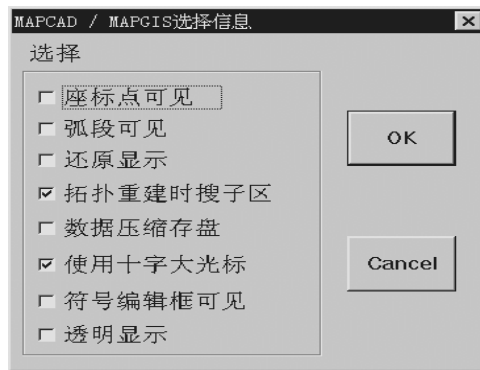 MAPCAD / MAPGIS选择信息
选择
座标点可见
弧段可见
还原显示
拓扑重建时搜子区
数据压缩存盘
使用十字大光标
符号编辑框可见
透明显示
OK
Cancel